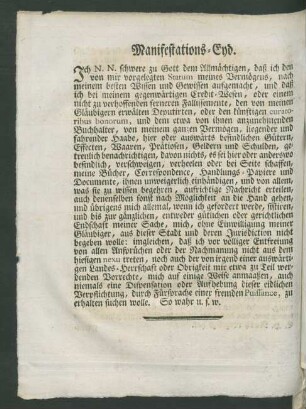 Manifestations-Eyd.
Ich N. N. schwere zu Gott dem Allmächtigen, daß ich den
von mir vorgelegten Statum meines Vermögens, nach
meinem besten Wissen und Gewissen aufgemacht, und daß
ich bei meinem gegenwärtigen Credit-Wesen, oder einem
nicht zu verhoffenden ferneren Fallissemente, den von meinen
Gläubigern erwälten Deputirten, oder den künftigen curato-
ribus bonorum, und dem etwa von ihnen anzunehmenden
Buchhalter, von meinem ganzen Vermögen, liegender und
fahrender Haabe, hier oder auswärts befindlichen Gütern,
Effecten, Waaren, Prätiosen, Geldern und Schulden, ge-
treulich benachrichtigen, davon nichts, es sei hier oder anderswo
befindlich, verschweigen, verheelen oder bei Seite schaffen,
meine Bücher, Correspondence, Handlungs-Papiere und
Documente, ihnen unweigerlich einhändigen, und von allem,
was sie zu wissen begehren, aufrichtige Nachricht erteilen,
auch denenselben sonst nach Möglichkeit an die Hand gehen,
und übrigens mich allemal, wenn ich gefordert werde, sistiren,
und bis zur gänzlichen, entweder gütlichen oder gerichtlichen
Endschaft meiner Sache, mich, ohne Einwilligung meiner
Gläubiger, aus dieser Stadt und deren Jurisdiction nicht
begeben wolle: imgleichen, daß ich vor völliger Entfreiung
von allen Ansprüchen oder der Nachmahnung nicht aus dem
hiesigen nexu treten, noch auch der von irgend einer auswärti-
gen Landes-Herrschaft oder Obrigkeit mir etwa zu Teil werden-
den Vorrechte, mich auf einige Weise anmaaßen, auch
niemals eine Dispensation oder Aufhebung dieser eidlichen
Verpflichtung, durch Fürsprache einer fremden Puissance, zu
erhalten suchen wolle. So wahr u. s. w.